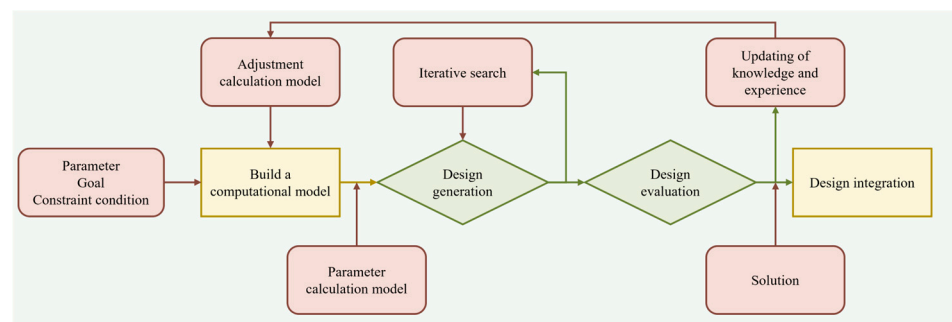 Adjustment
calculation model
Iterative search
Updating of
knowledge and
experience
Parameter
Goal
Constraint condition
Build a
computational model
Design
generation
Design
evaluation
Design integration
Parameter
calculation model
Solution